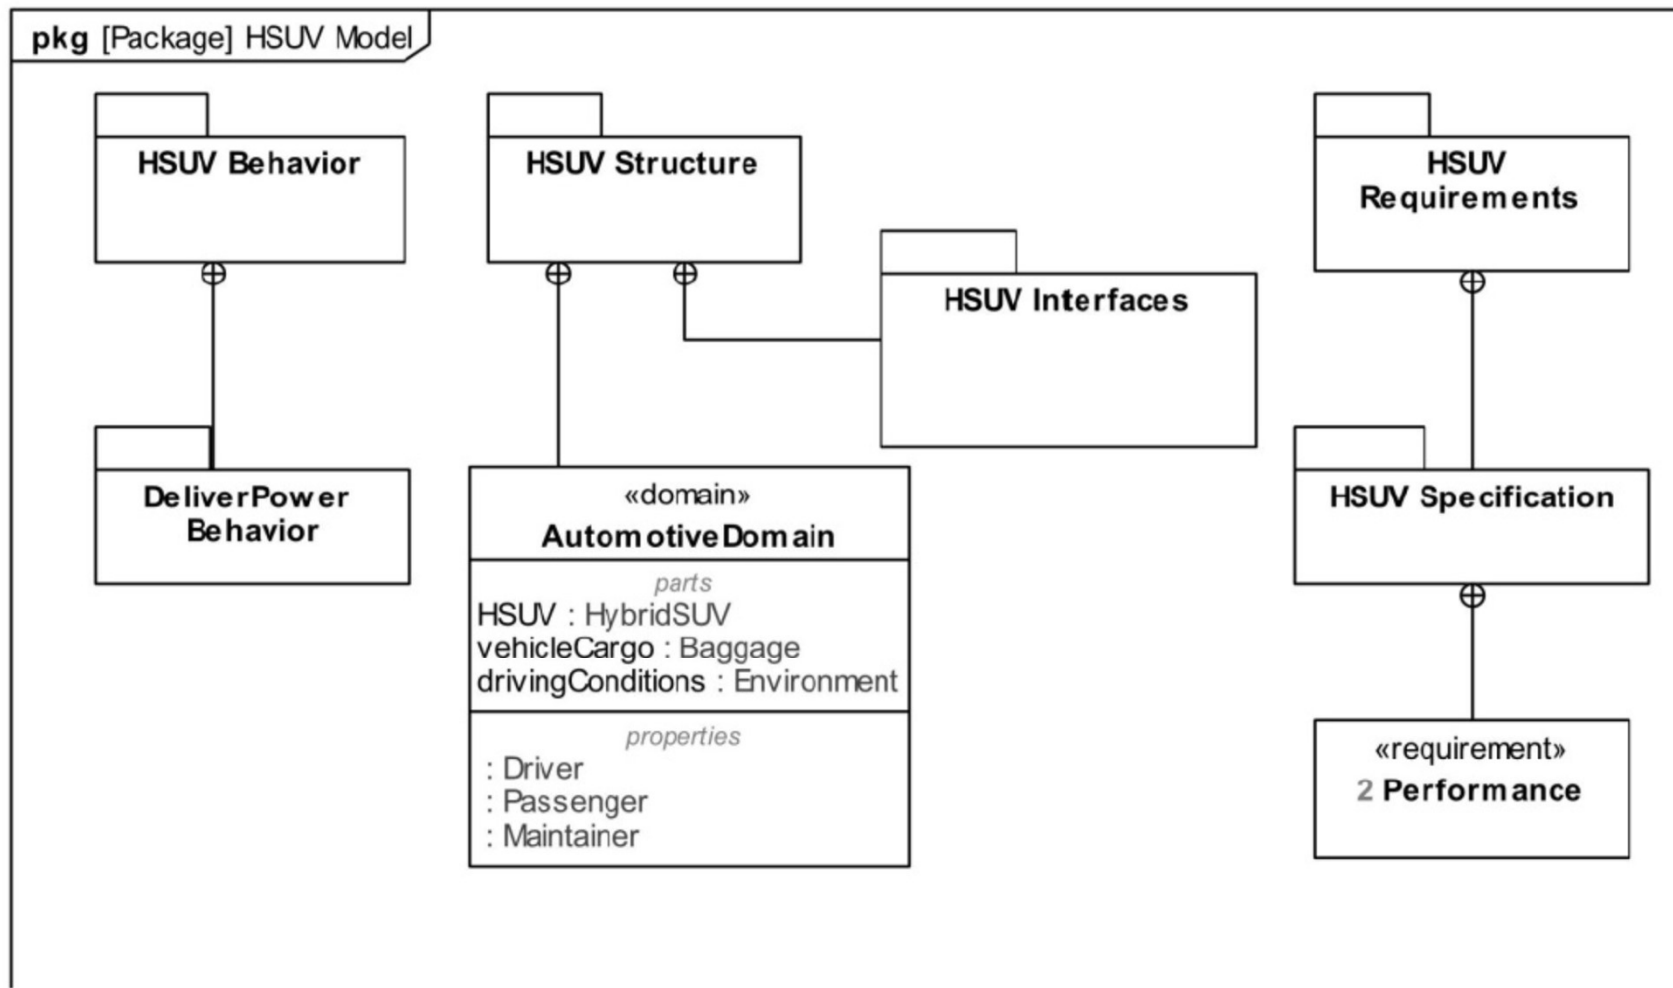 pkg [Package] HSUV Model
HSUV Behavior
HSUV Structure
HSUV
Requirements
HSUV Interfaces
DeliverPower
Behavior
«domain»
AutomotiveDomain
parts
HSUV : HybridSUV
vehicleCargo : Baggage
drivingConditions : Environment
properties
: Driver
: Passenger
: Maintainer
HSUV Specification
«requirement»
2 Performance